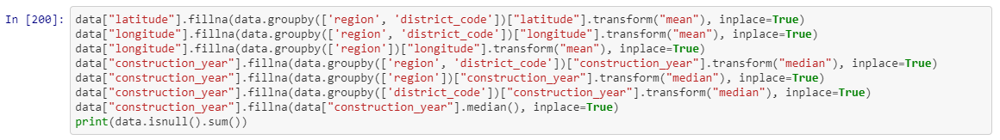 In [200]: data["latitude"].fillna(data.groupby(['region', 'district_code'])["latitude"].transform("mean"), inplace=True)
data["longitude"].fillna(data.groupby(['region', 'district_code'])["longitude"].transform("mean"), inplace=True)
data["longitude"].fillna(data.groupby(['region'])["longitude"].transform("mean"), inplace=True)
data["construction_year"].fillna(data.groupby(['region', 'district_code'])["construction_year"].transform("median"), inplace=True)
data["construction_year"].fillna(data.groupby(['region'])["construction_year"].transform("median"), inplace=True)
data["construction_year"].fillna(data.groupby(['district_code'])["construction_year"].transform("median"), inplace=True)
data["construction_year"].fillna(data["construction_year"].median(), inplace=True)
print(data.isnull().sum())